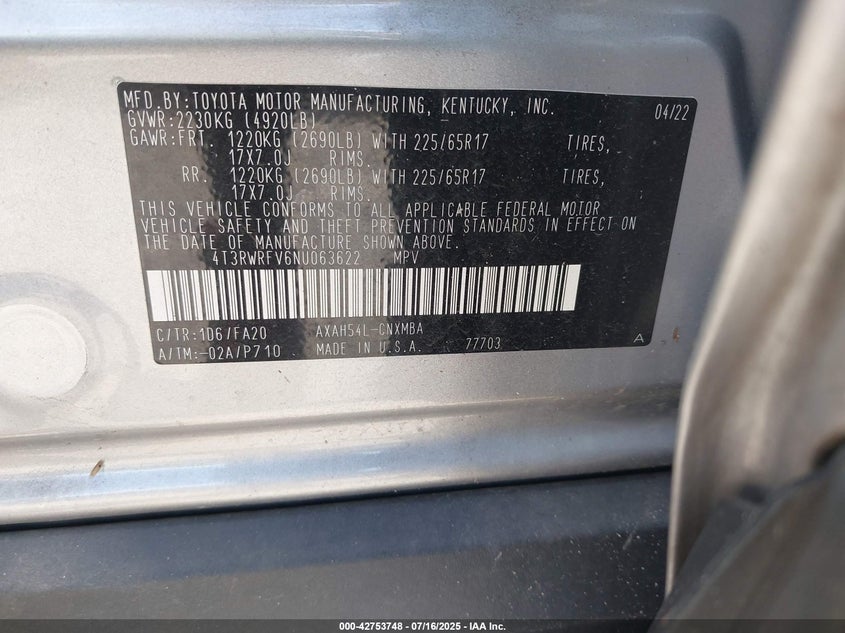 MFD.BY:TOYOTA MOTOR MANUFACTURING, KENTUCKY, INC. 04/22
GVWR:2230KG (4920LB)
GAWR:FRT. 1220KG (2690LB) WITH 225/65R17 TIRES,
17X7.0J RIMS.
RR. 1220KG (2690LB) WITH 225/65R17 TIRES,
17X7.0J RIMS.
THIS VEHICLE CONFORMS TO ALL APPLICABLE FEDERAL MOTOR
VEHICLE SAFETY AND THEFT PREVENTION STANDARDS IN EFFECT ON
THE DATE OF MANUFACTURE SHOWN ABOVE.
4T3RWRFV6NU063622 MPV
C/TR:1D6/FA20 AXAH54L-CNXMBA
A/TM:-02A/P710 MADE IN U.S.A. 77703 A
000-42753748 - 07/16/2025 - IAA Inc.